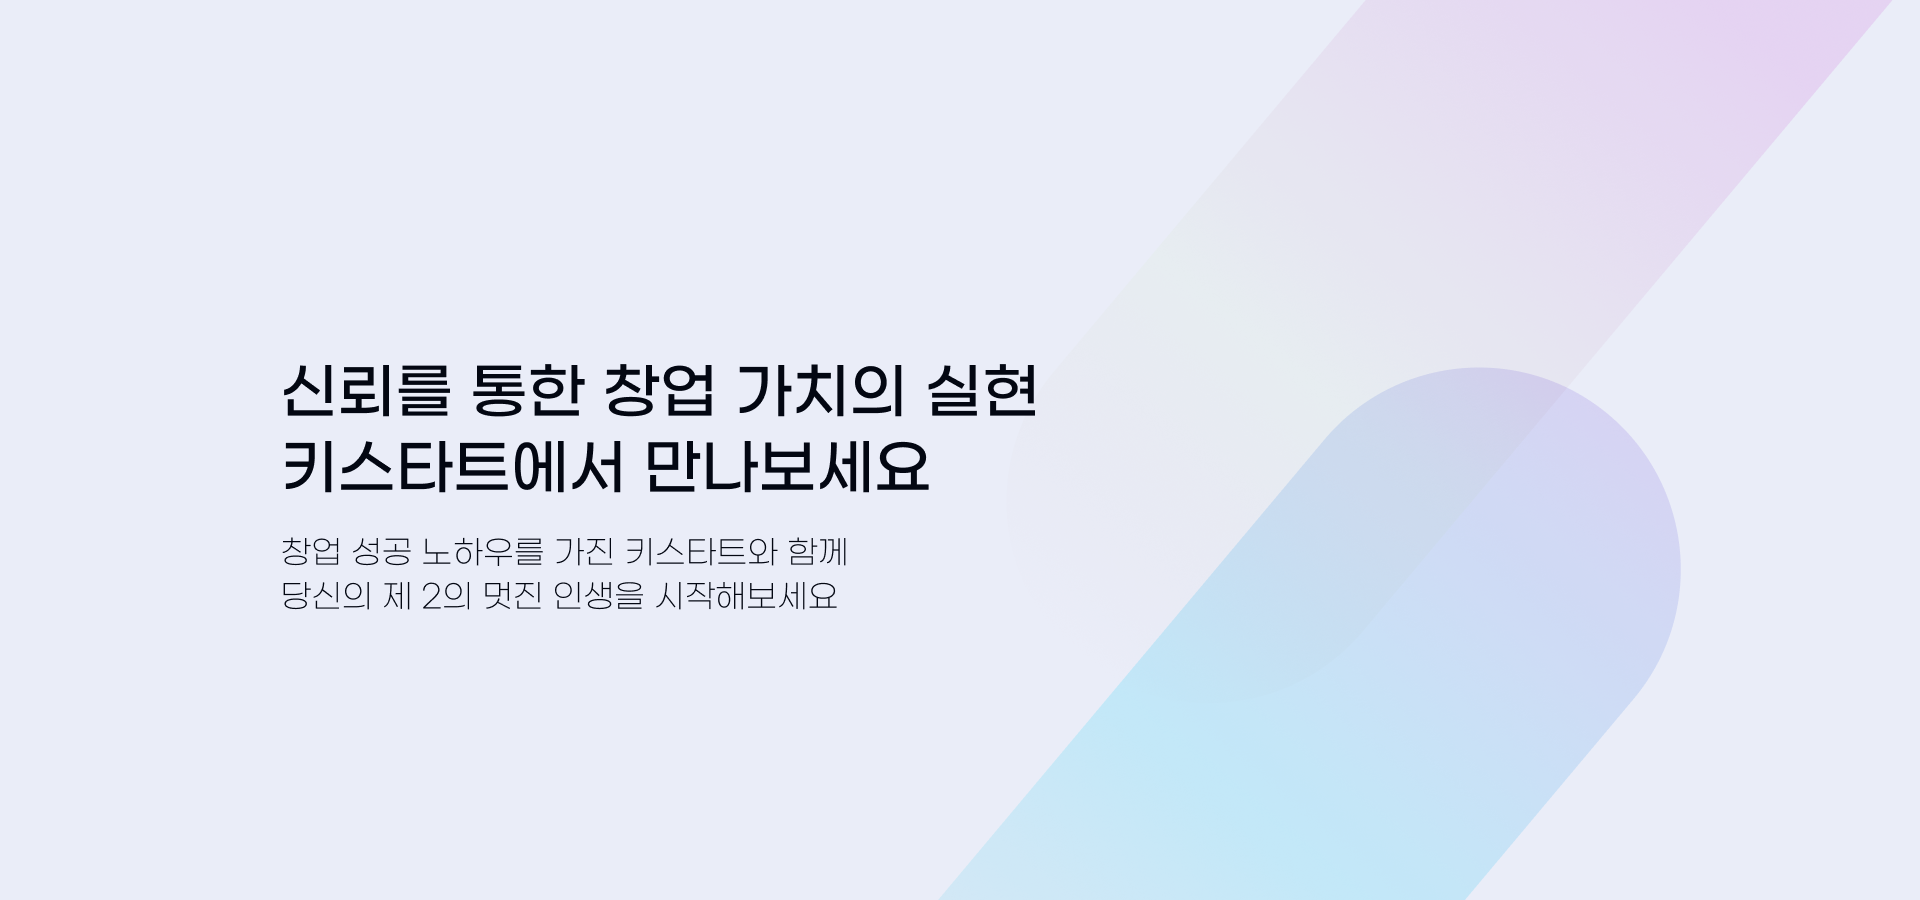 신뢰를 통한 창업 가치의 실현
키스타트에서 만나보세요
창업 성공 노하우를 가진 키스타트와 함께
당신의 제 2의 멋진 인생을 시작해보세요